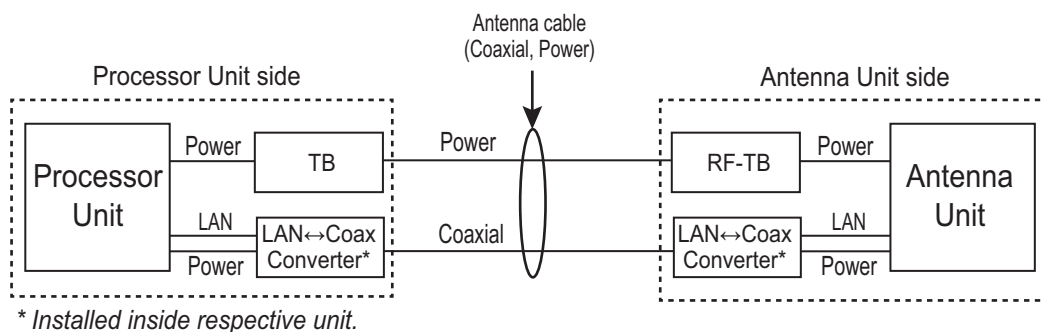 Antenna cable
(Coaxial, Power)
Processor Unit side
Antenna Unit side
Processor
Unit
Power
TB
Power
RF-TB
Power
Antenna
Unit
LAN
Power
LAN↔Coax
Converter*
Coaxial
LAN↔Coax
Converter*
LAN
Power
* Installed inside respective unit.